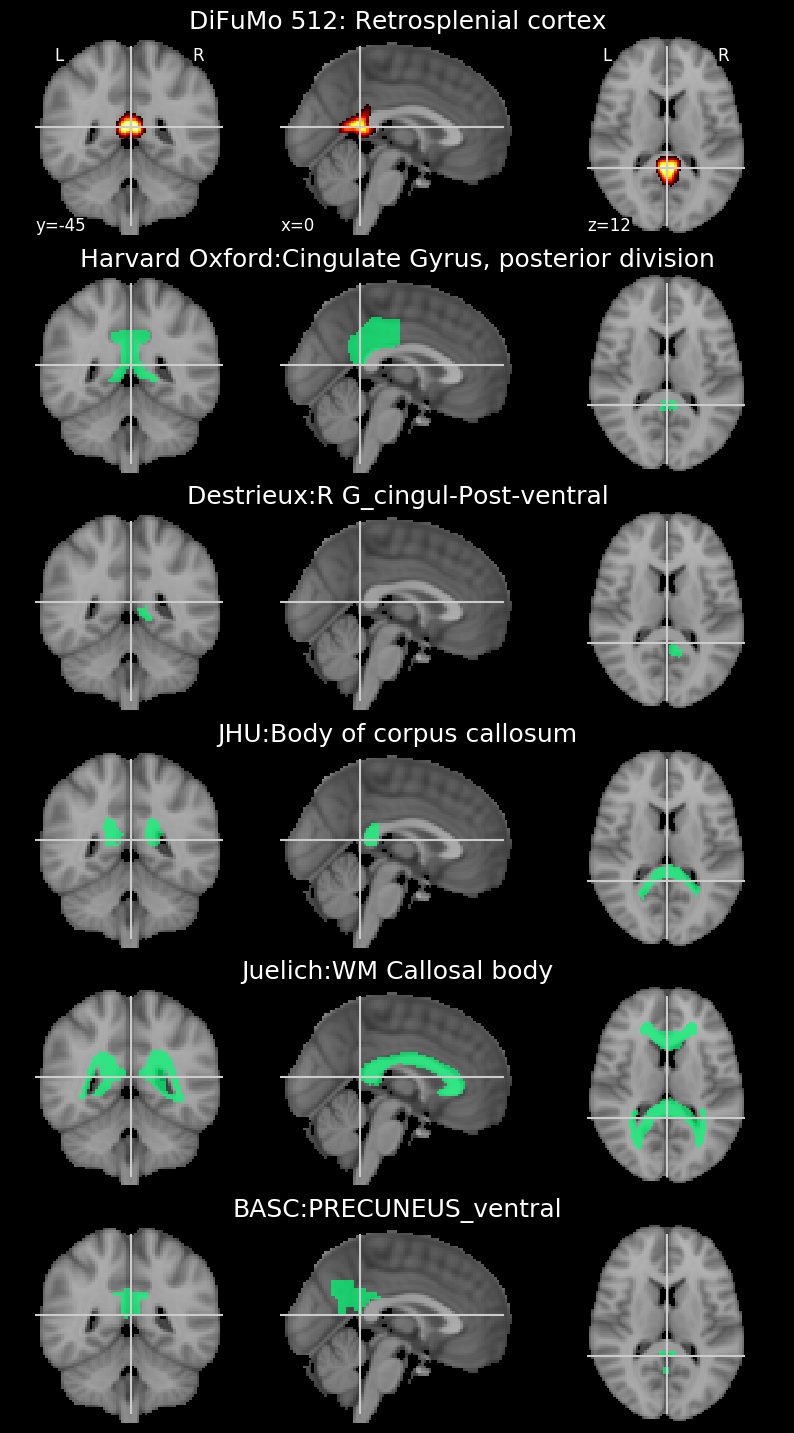 DiFuMo 512: Retrosplenial cortex
L R L R
y=-45 x=0 z=12
Harvard Oxford:Cingulate Gyrus, posterior division
Destrieux:R G_cingul-Post-ventral
JHU:Body of corpus callosum
Juelich:WM Callosal body
BASC:PRECUNEUS_ventral